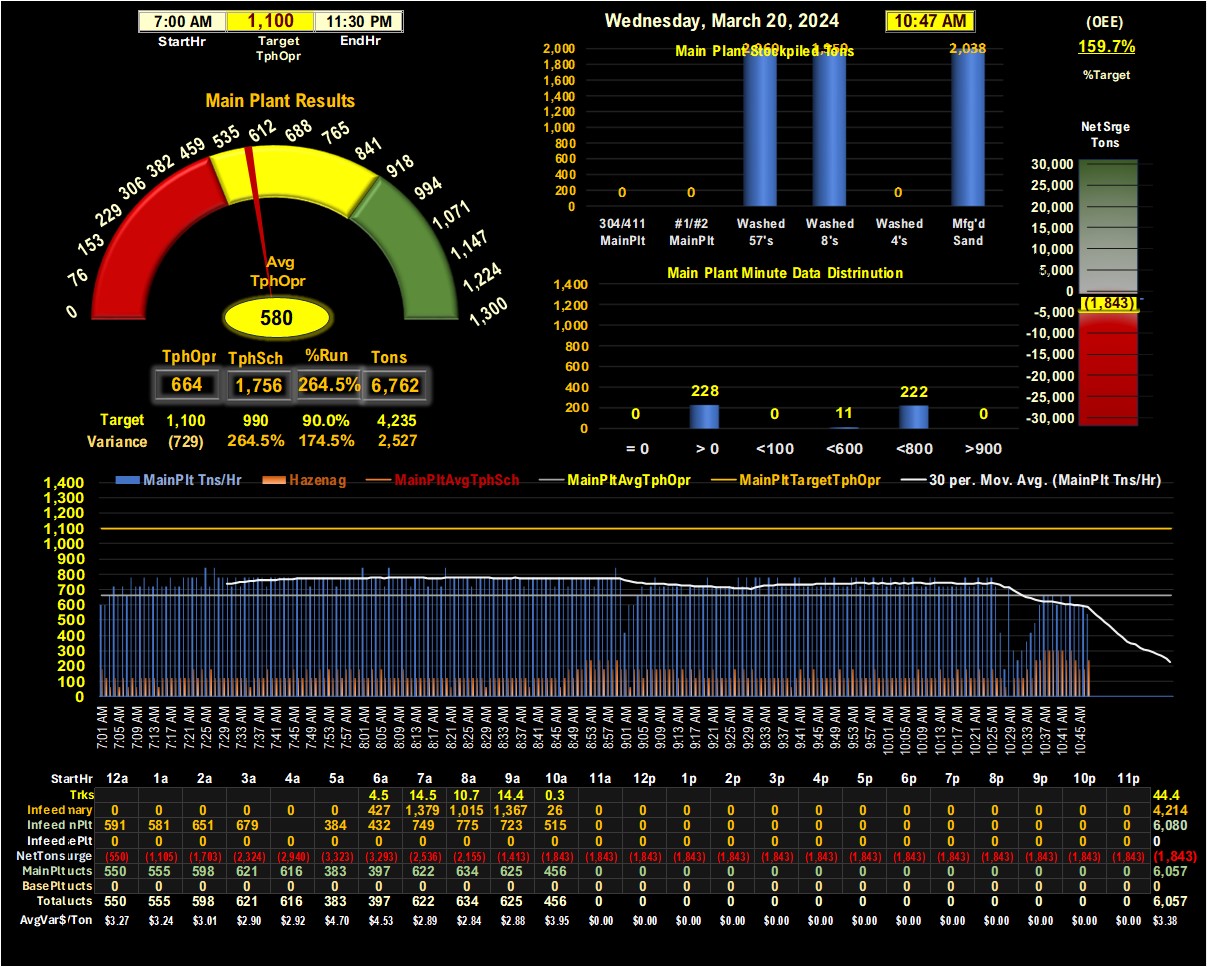 7:00 AM 1,100 11:30 PM
StartHr Target TphOpr EndHr
Wednesday, March 20, 2024 10:47 AM
(OEE)
159.7%
%Target
Main Plant Results
0 76 153 229 306 382 459 535 612 688 765 841 918 994 1,071 1,147 1,224 1,300
Avg
TphOpr
580
TphOpr TphSch %Run Tons
664 1,756 264.5% 6,762
Target 1,100 990 90.0% 4,235
Variance (729) 264.5% 174.5% 2,527
Main Plant Stockpiled Tons
2,000
1,800
1,600
1,400
1,200
1,000
800
600
400
200
0
0 0 0 2,038
304/411 MainPlt
#1/#2 MainPlt
Washed 57's
Washed 8's
Washed 4's
Mfg'd Sand
Main Plant Minute Data Distrinution
1,400
1,200
1,000
800
600
400
200
0
0 228 0 11 222 0
= 0 > 0 <100 <600 <800 >900
Net Srge
Tons
30,000
25,000
20,000
15,000
10,000
5,000
0
(1,843)
-5,000
-10,000
-15,000
-20,000
-25,000
-30,000
MainPlt Tns/Hr Hazenag MainPltAvgTphSch MainPltAvgTphOpr MainPltTargetTphOpr 30 per. Mov. Avg. (MainPlt Tns/Hr)
1,400
1,300
1,200
1,100
1,000
900
800
700
600
500
400
300
200
100
0
7:01 AM 7:05 AM 7:09 AM 7:13 AM 7:17 AM 7:21 AM 7:25 AM 7:29 AM 7:33 AM 7:37 AM 7:41 AM 7:45 AM 7:49 AM 7:53 AM 7:57 AM 8:01 AM 8:05 AM 8:09 AM 8:13 AM 8:17 AM 8:21 AM 8:25 AM 8:29 AM 8:33 AM 8:37 AM 8:41 AM 8:45 AM 8:49 AM 8:53 AM 8:57 AM 9:01 AM 9:05 AM 9:09 AM 9:13 AM 9:17 AM 9:21 AM 9:25 AM 9:29 AM 9:33 AM 9:37 AM 9:41 AM 9:45 AM 9:49 AM 9:53 AM 9:57 AM 10:01 AM 10:05 AM 10:09 AM 10:13 AM 10:17 AM 10:21 AM 10:25 AM 10:29 AM 10:33 AM 10:37 AM 10:41 AM 10:45 AM
StartHr 12a 1a 2a 3a 4a 5a 6a 7a 8a 9a 10a 11a 12p 1p 2p 3p 4p 5p 6p 7p 8p 9p 10p 11p
Trks 4.5 14.5 10.7 14.4 0.3 44.4
Infeed nary 0 0 0 0 0 0 427 1,379 1,015 1,367 26 0 0 0 0 0 0 0 0 0 0 0 0 0 4,214
Infeed nPlt 591 581 651 679 384 432 749 775 723 515 0 0 0 0 0 0 0 0 0 0 0 0 0 6,080
Infeed ePlt 0 0 0 0 0 0 0 0 0 0 0 0 0 0 0 0 0 0 0 0 0 0 0 0 0
NetTons urge (550) (1,105) (1,703) (2,324) (2,940) (3,323) (3,293) (2,536) (2,155) (1,413) (1,843) (1,843) (1,843) (1,843) (1,843) (1,843) (1,843) (1,843) (1,843) (1,843) (1,843) (1,843) (1,843) (1,843) (1,843)
MainPlt ucts 550 555 598 621 616 383 397 622 634 625 456 0 0 0 0 0 0 0 0 0 0 0 0 0 6,057
BasePlt ucts 0 0 0 0 0 0 0 0 0 0 0 0 0 0 0 0 0 0 0 0 0 0 0 0 0
Total ucts 550 555 598 621 616 383 397 622 634 625 456 0 0 0 0 0 0 0 0 0 0 0 0 0 6,057
AvgVar$/Ton $3.27 $3.24 $3.01 $2.90 $2.92 $4.70 $4.53 $2.89 $2.84 $2.88 $3.95 $0.00 $0.00 $0.00 $0.00 $0.00 $0.00 $0.00 $0.00 $0.00 $0.00 $0.00 $0.00 $0.00 $3.38